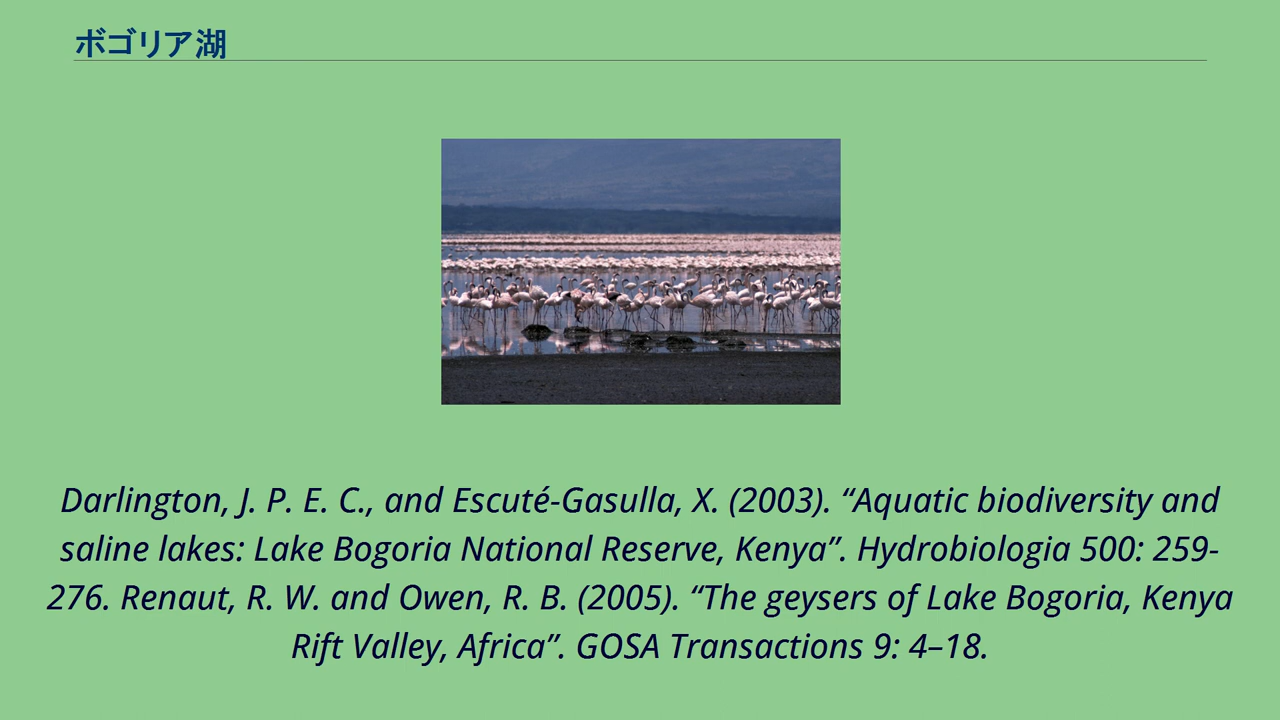 ボゴリア湖
Darlington, J. P. E. C., and Escuté-Gasulla, X. (2003). “Aquatic biodiversity and
saline lakes: Lake Bogoria National Reserve, Kenya”. Hydrobiologia 500: 259-
276. Renaut, R. W. and Owen, R. B. (2005). “The geysers of Lake Bogoria, Kenya
Rift Valley, Africa”. GOSA Transactions 9: 4–18.